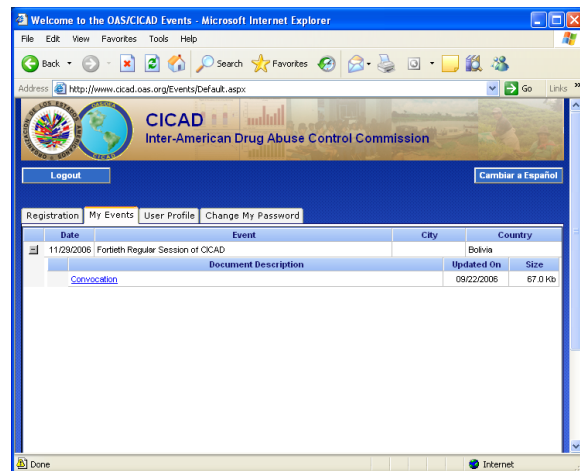 Welcome to the OAS/CICAD Events - Microsoft Internet Explorer
File Edit View Favorites Tools Help
Back Search Favorites
Address http://www.cicad.oas.org/Events/Default.aspx Go Links »
CICAD
Inter-American Drug Abuse Control Commission
Logout Cambiar a Español
Registration My Events User Profile Change My Password
Date Event City Country
11/29/2006 Fortieth Regular Session of CICAD Bolivia
Document Description Updated On Size
Convocation 09/22/2006 67.0 Kb
Done Internet